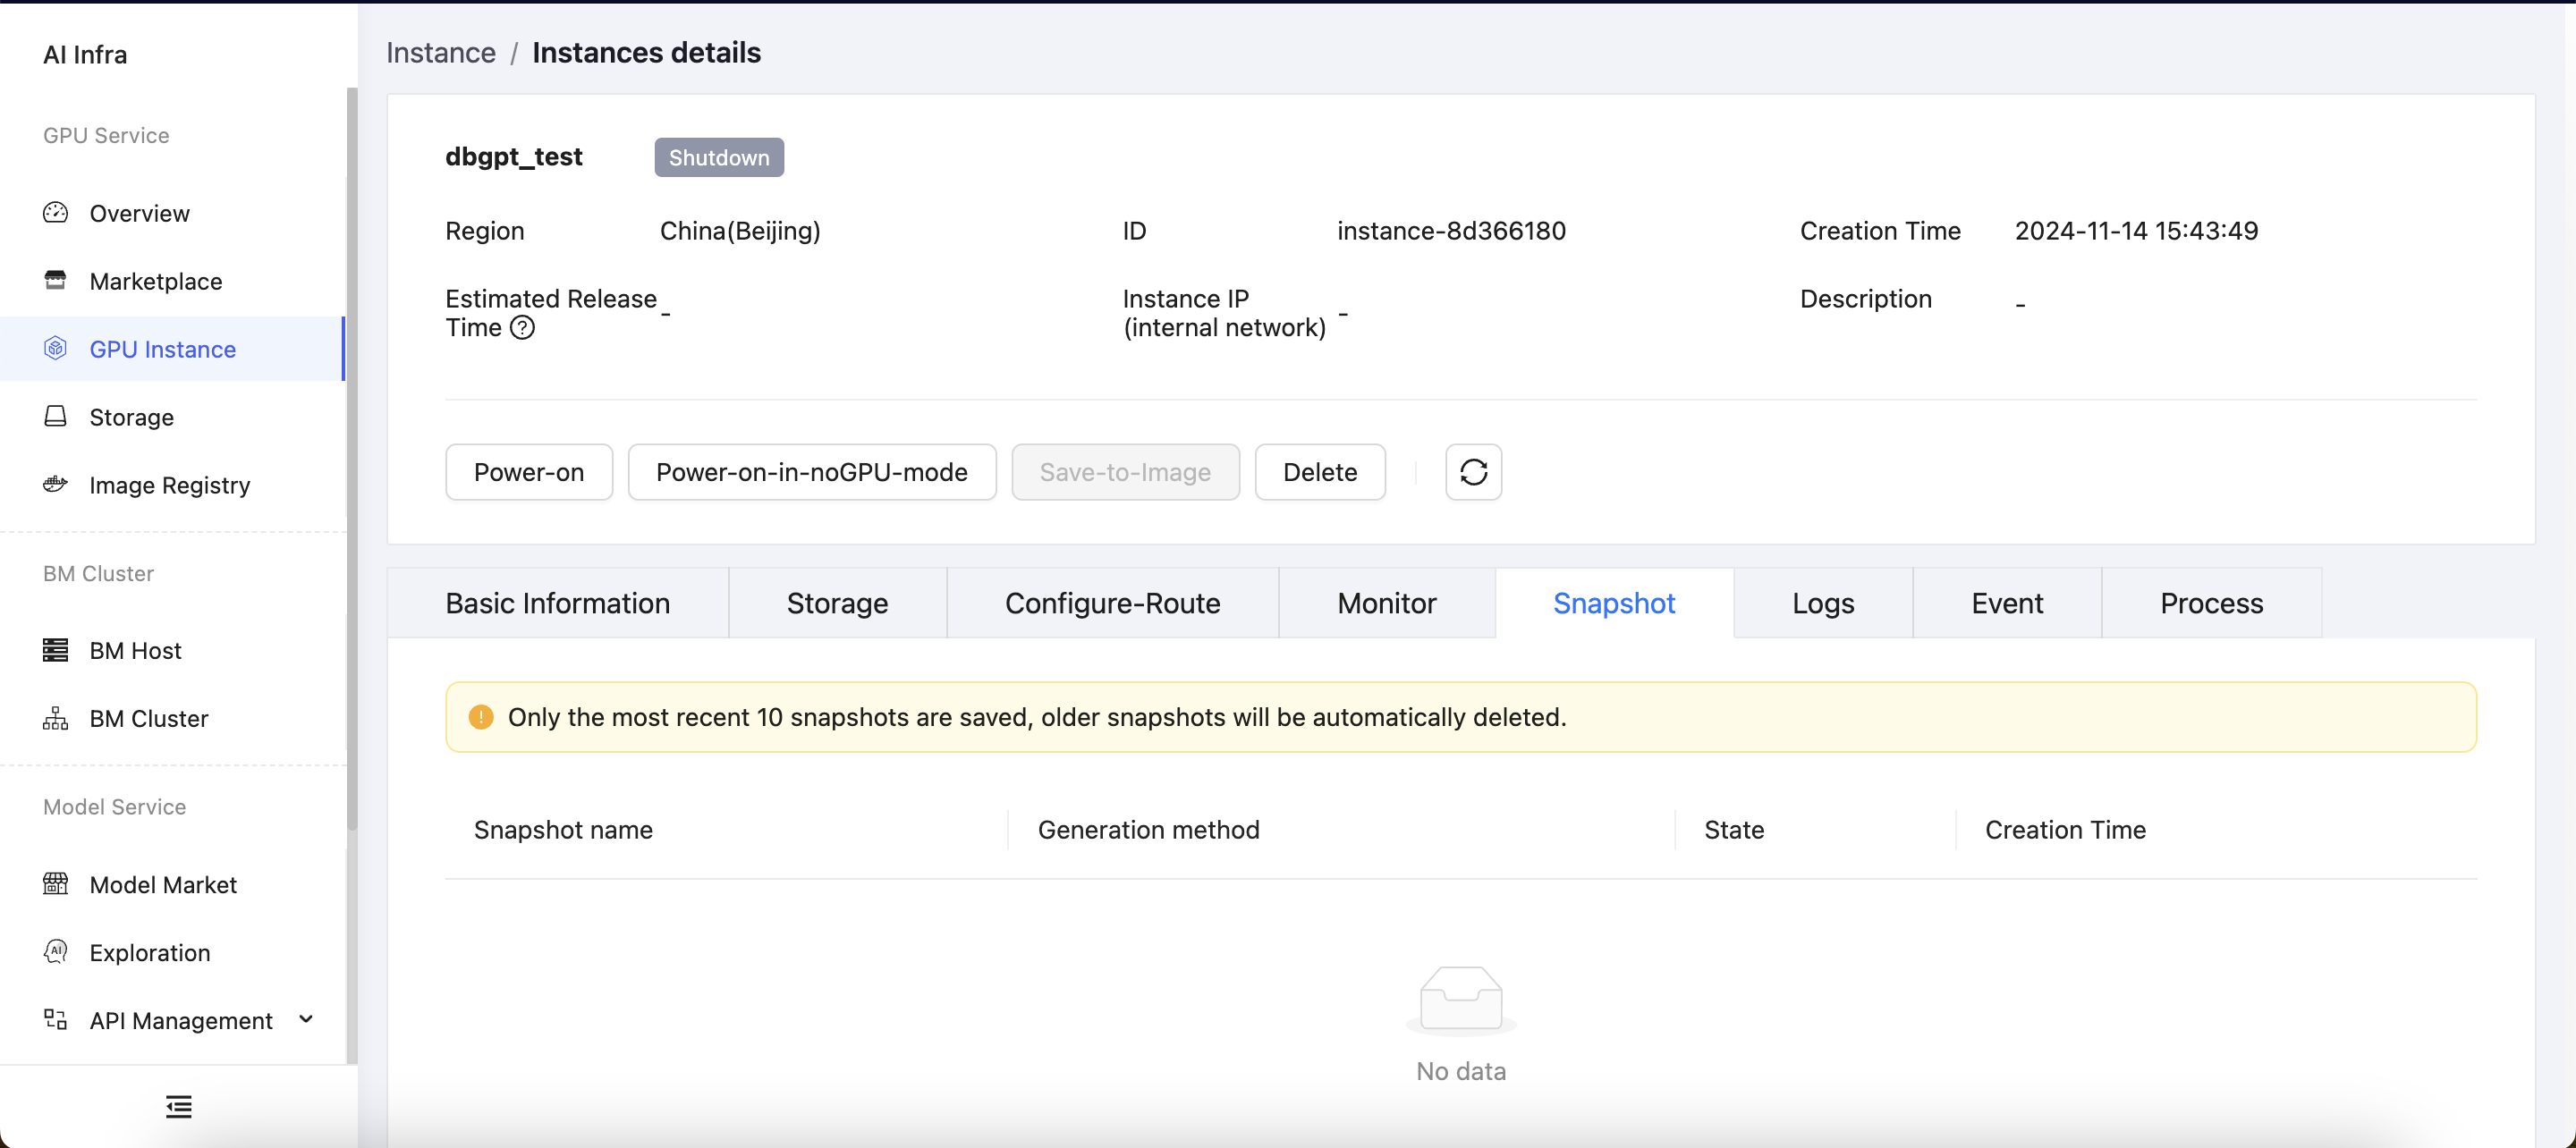 AI Infra
GPU Service
Overview
Marketplace
GPU Instance
Storage
Image Registry
BM Cluster
BM Host
BM Cluster
Model Service
Model Market
Exploration
API Management
Instance / Instances details
dbgpt_test Shutdown
Region China(Beijing) ID instance-8d366180 Creation Time 2024-11-14 15:43:49
Estimated Release
Time -
Instance IP
(internal network) -
Description -
Power-on Power-on-in-noGPU-mode Save-to-Image Delete
Basic Information Storage Configure-Route Monitor Snapshot Logs Event Process
Only the most recent 10 snapshots are saved, older snapshots will be automatically deleted.
Snapshot name Generation method State Creation Time
No data